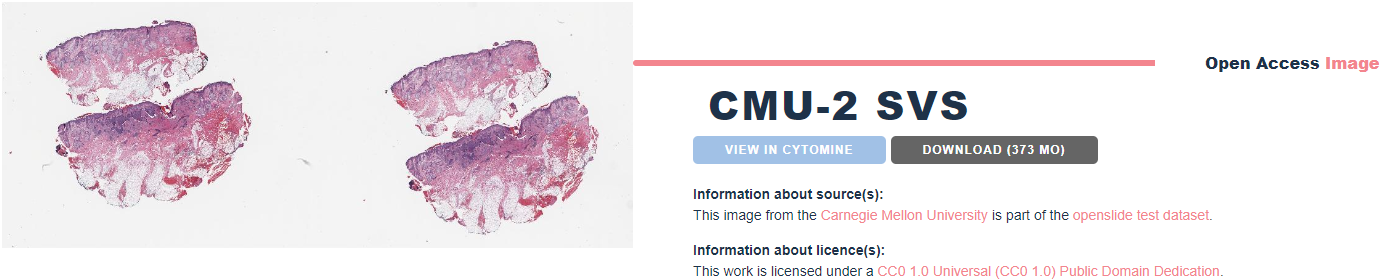 Open Access Image
CMU-2 SVS
VIEW IN CYTOMINE
DOWNLOAD (373 MO)
Information about source(s):
This image from the Carnegie Mellon University is part of the openslide test dataset.
Information about licence(s):
This work is licensed under a CC0 1.0 Universal (CC0 1.0) Public Domain Dedication.